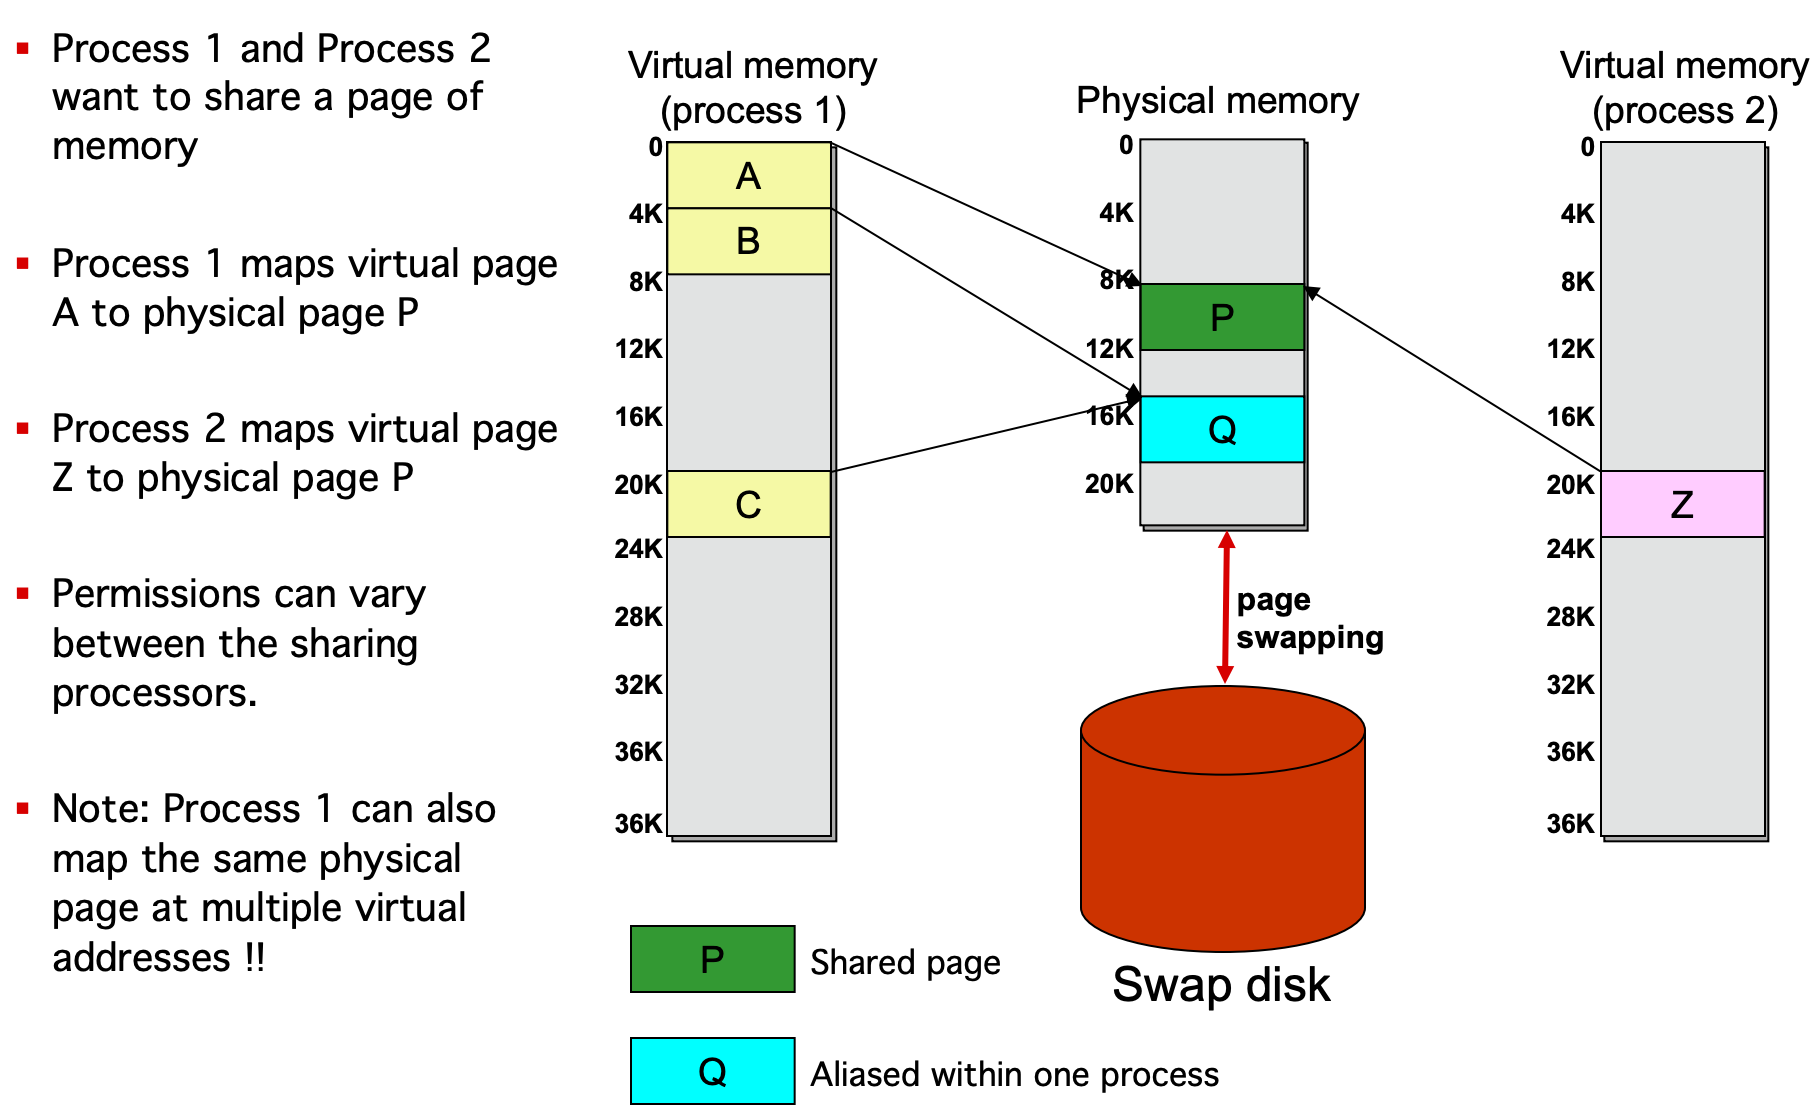 Process 1 and Process 2
want to share a page of
memory
Process 1 maps virtual page
A to physical page P
Process 2 maps virtual page
Z to physical page P
Permissions can vary
between the sharing
processors.
Note: Process 1 can also
map the same physical
page at multiple virtual
addresses !!
Virtual memory
(process 1)
0
A
4K
B
8K
12K
16K
20K
C
24K
28K
32K
36K
36K
Physical memory
0
4K
8K
P
12K
16K
Q
20K
page
swapping
Swap disk
Virtual memory
(process 2)
0
4K
8K
12K
16K
20K
Z
24K
28K
32K
36K
36K
P
Shared page
Q
Aliased within one process